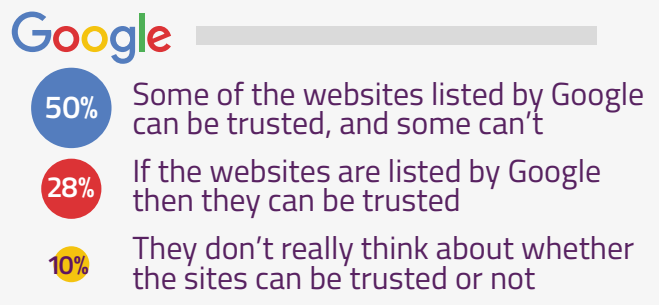 Google
50%
Some of the websites listed by Google
can be trusted, and some can’t
28%
If the websites are listed by Google
then they can be trusted
10%
They don’t really think about whether
the sites can be trusted or not